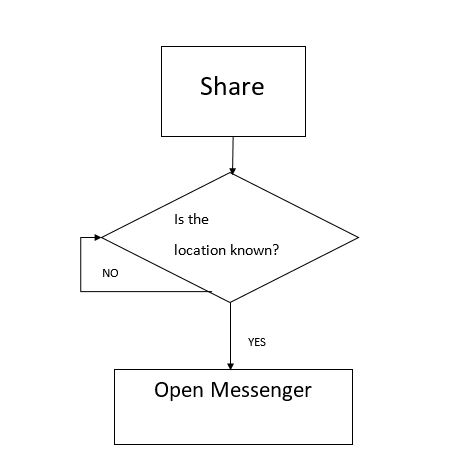 Share
Is the
location known?
NO
YES
Open Messenger